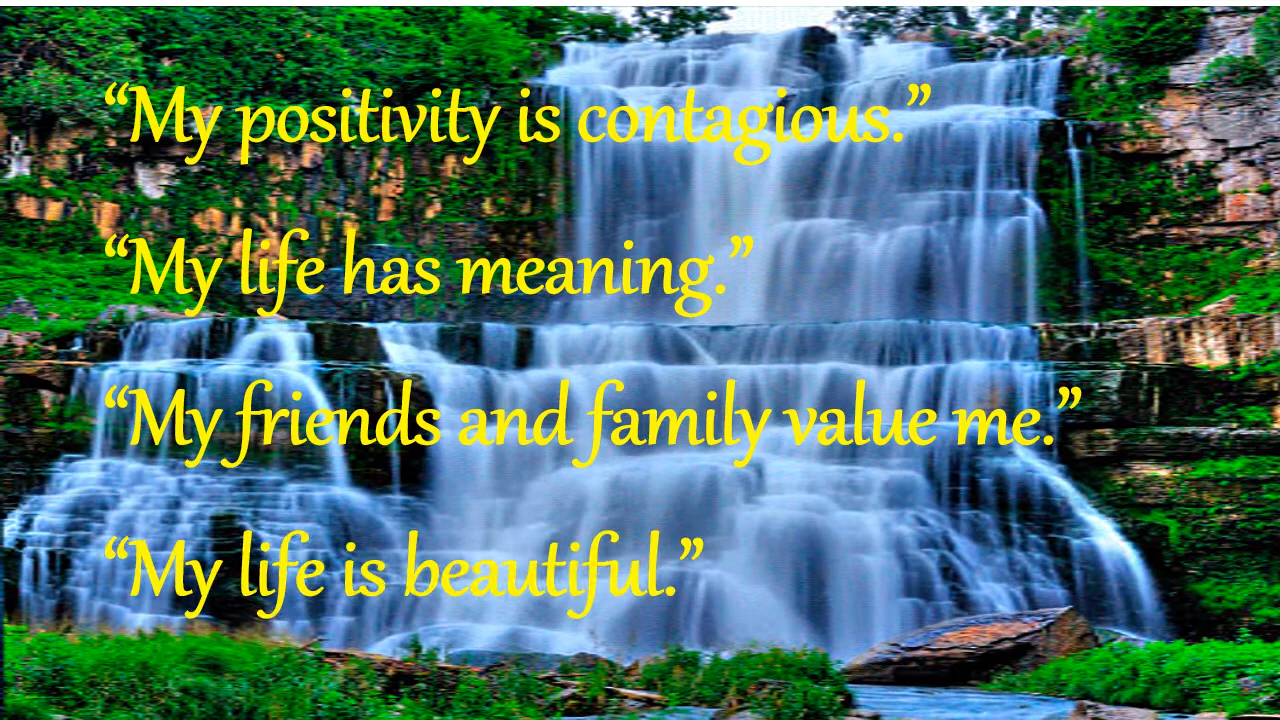 “My positivity is contagious.”
“My life has meaning.”
“My friends and family value me.”
“My life is beautiful.”